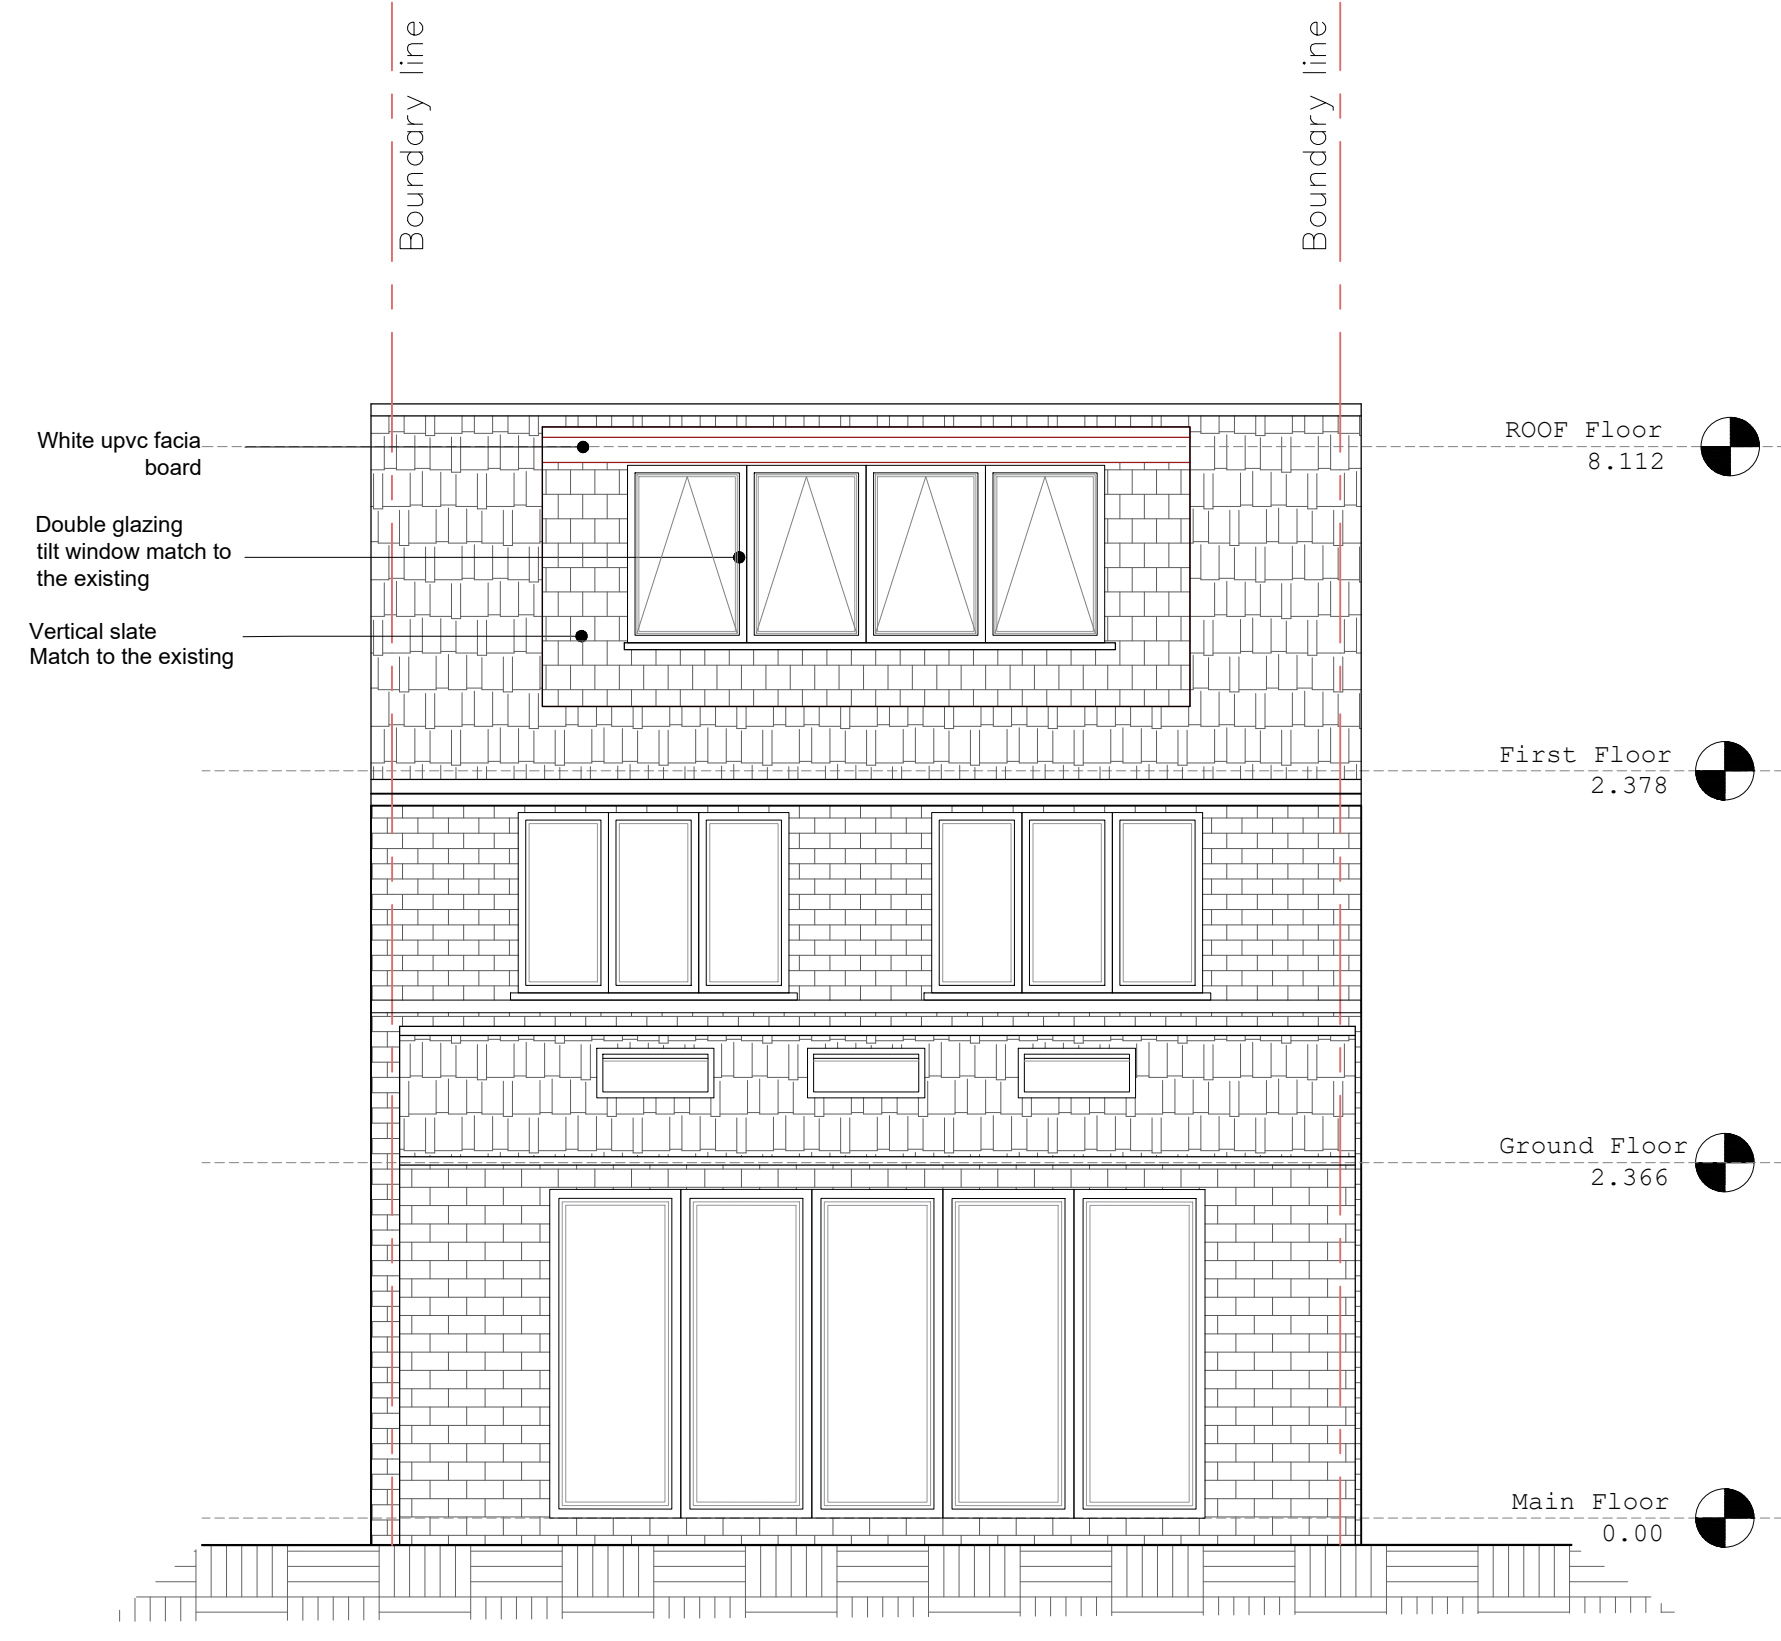 Boundary line
Boundary line
White upvc facia
board
Double glazing
tilt window match to
the existing
Vertical slate
Match to the existing
ROOF Floor
8.112
First Floor
2.378
Ground Floor
2.366
Main Floor
0.00